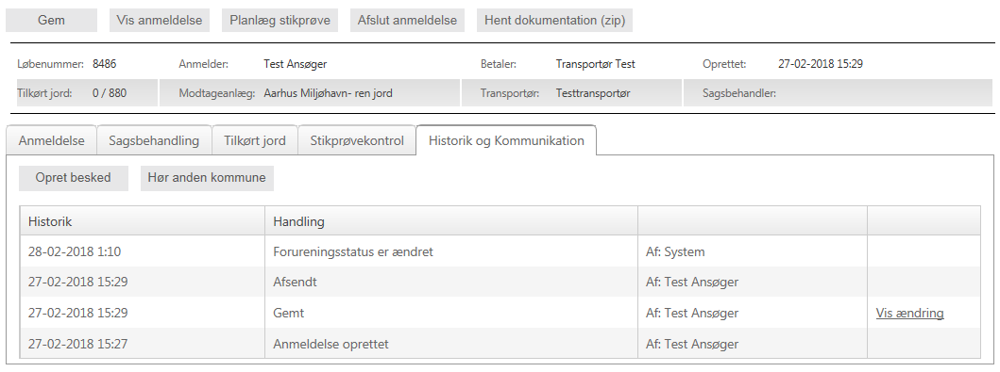 Gem Vis anmeldelse Planlæg stikprøve Afslut anmeldelse Hent dokumentation (zip)
Løbenummer: 8486 Anmelder: Test Ansøger Betaler: Transportør Test Oprettet: 27-02-2018 15:29
Tilkørt jord: 0 / 880 Modtageanlæg: Aarhus Miljøhavn- ren jord Transportør: Testtransportør Sagsbehandler:
Anmeldelse Sagsbehandling Tilkørt jord Stikprøvekontrol Historik og Kommunikation
Opret besked Hør anden kommune
Historik Handling
28-02-2018 1:10 Forureningsstatus er ændret Af: System
27-02-2018 15:29 Afsendt Af: Test Ansøger
27-02-2018 15:29 Gemt Af: Test Ansøger Vis ændring
27-02-2018 15:27 Anmeldelse oprettet Af: Test Ansøger